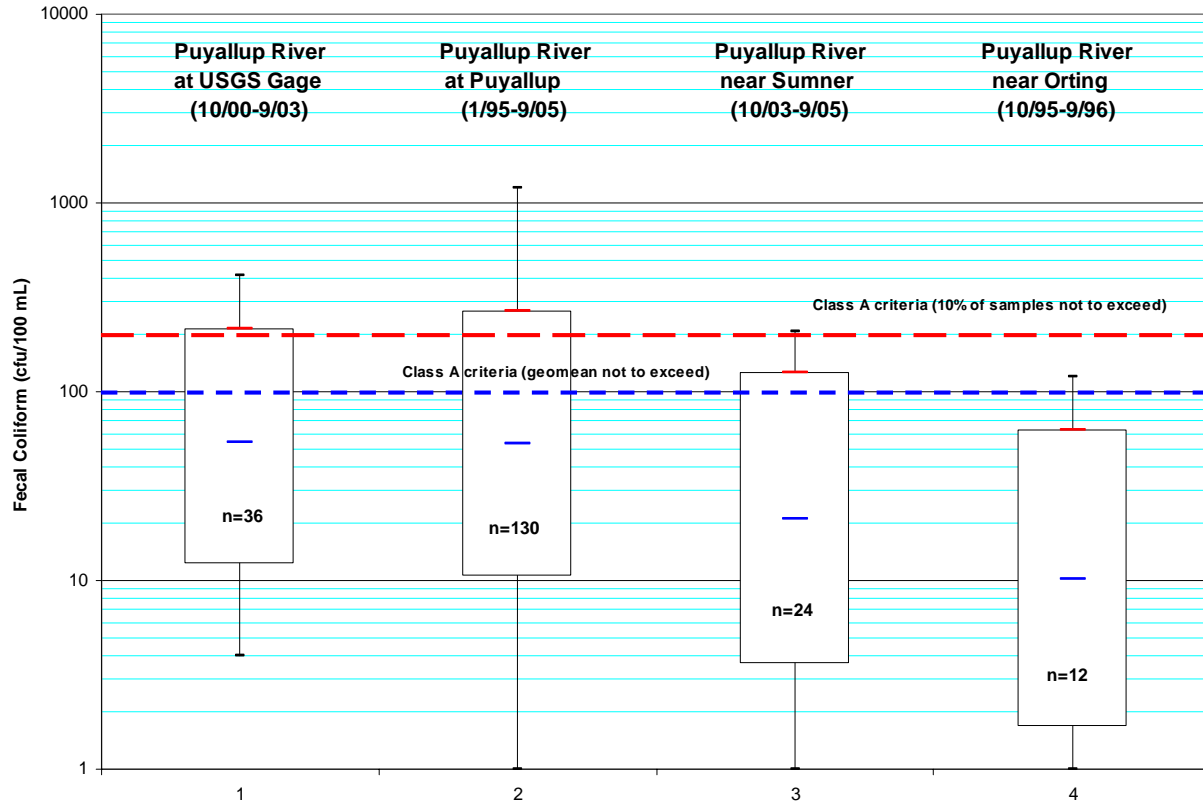 10000
1000
100
10
1
Fecal Coliform (cfu/100 mL)
Puyallup River
at USGS Gage
(10/00-9/03)
Puyallup River
at Puyallup
(1/95-9/05)
Puyallup River
near Sumner
(10/03-9/05)
Puyallup River
near Orting
(10/95-9/96)
Class A criteria (10% of samples not to exceed)
Class A criteria (geomean not to exceed)
n=36
n=130
n=24
n=12
1
2
3
4